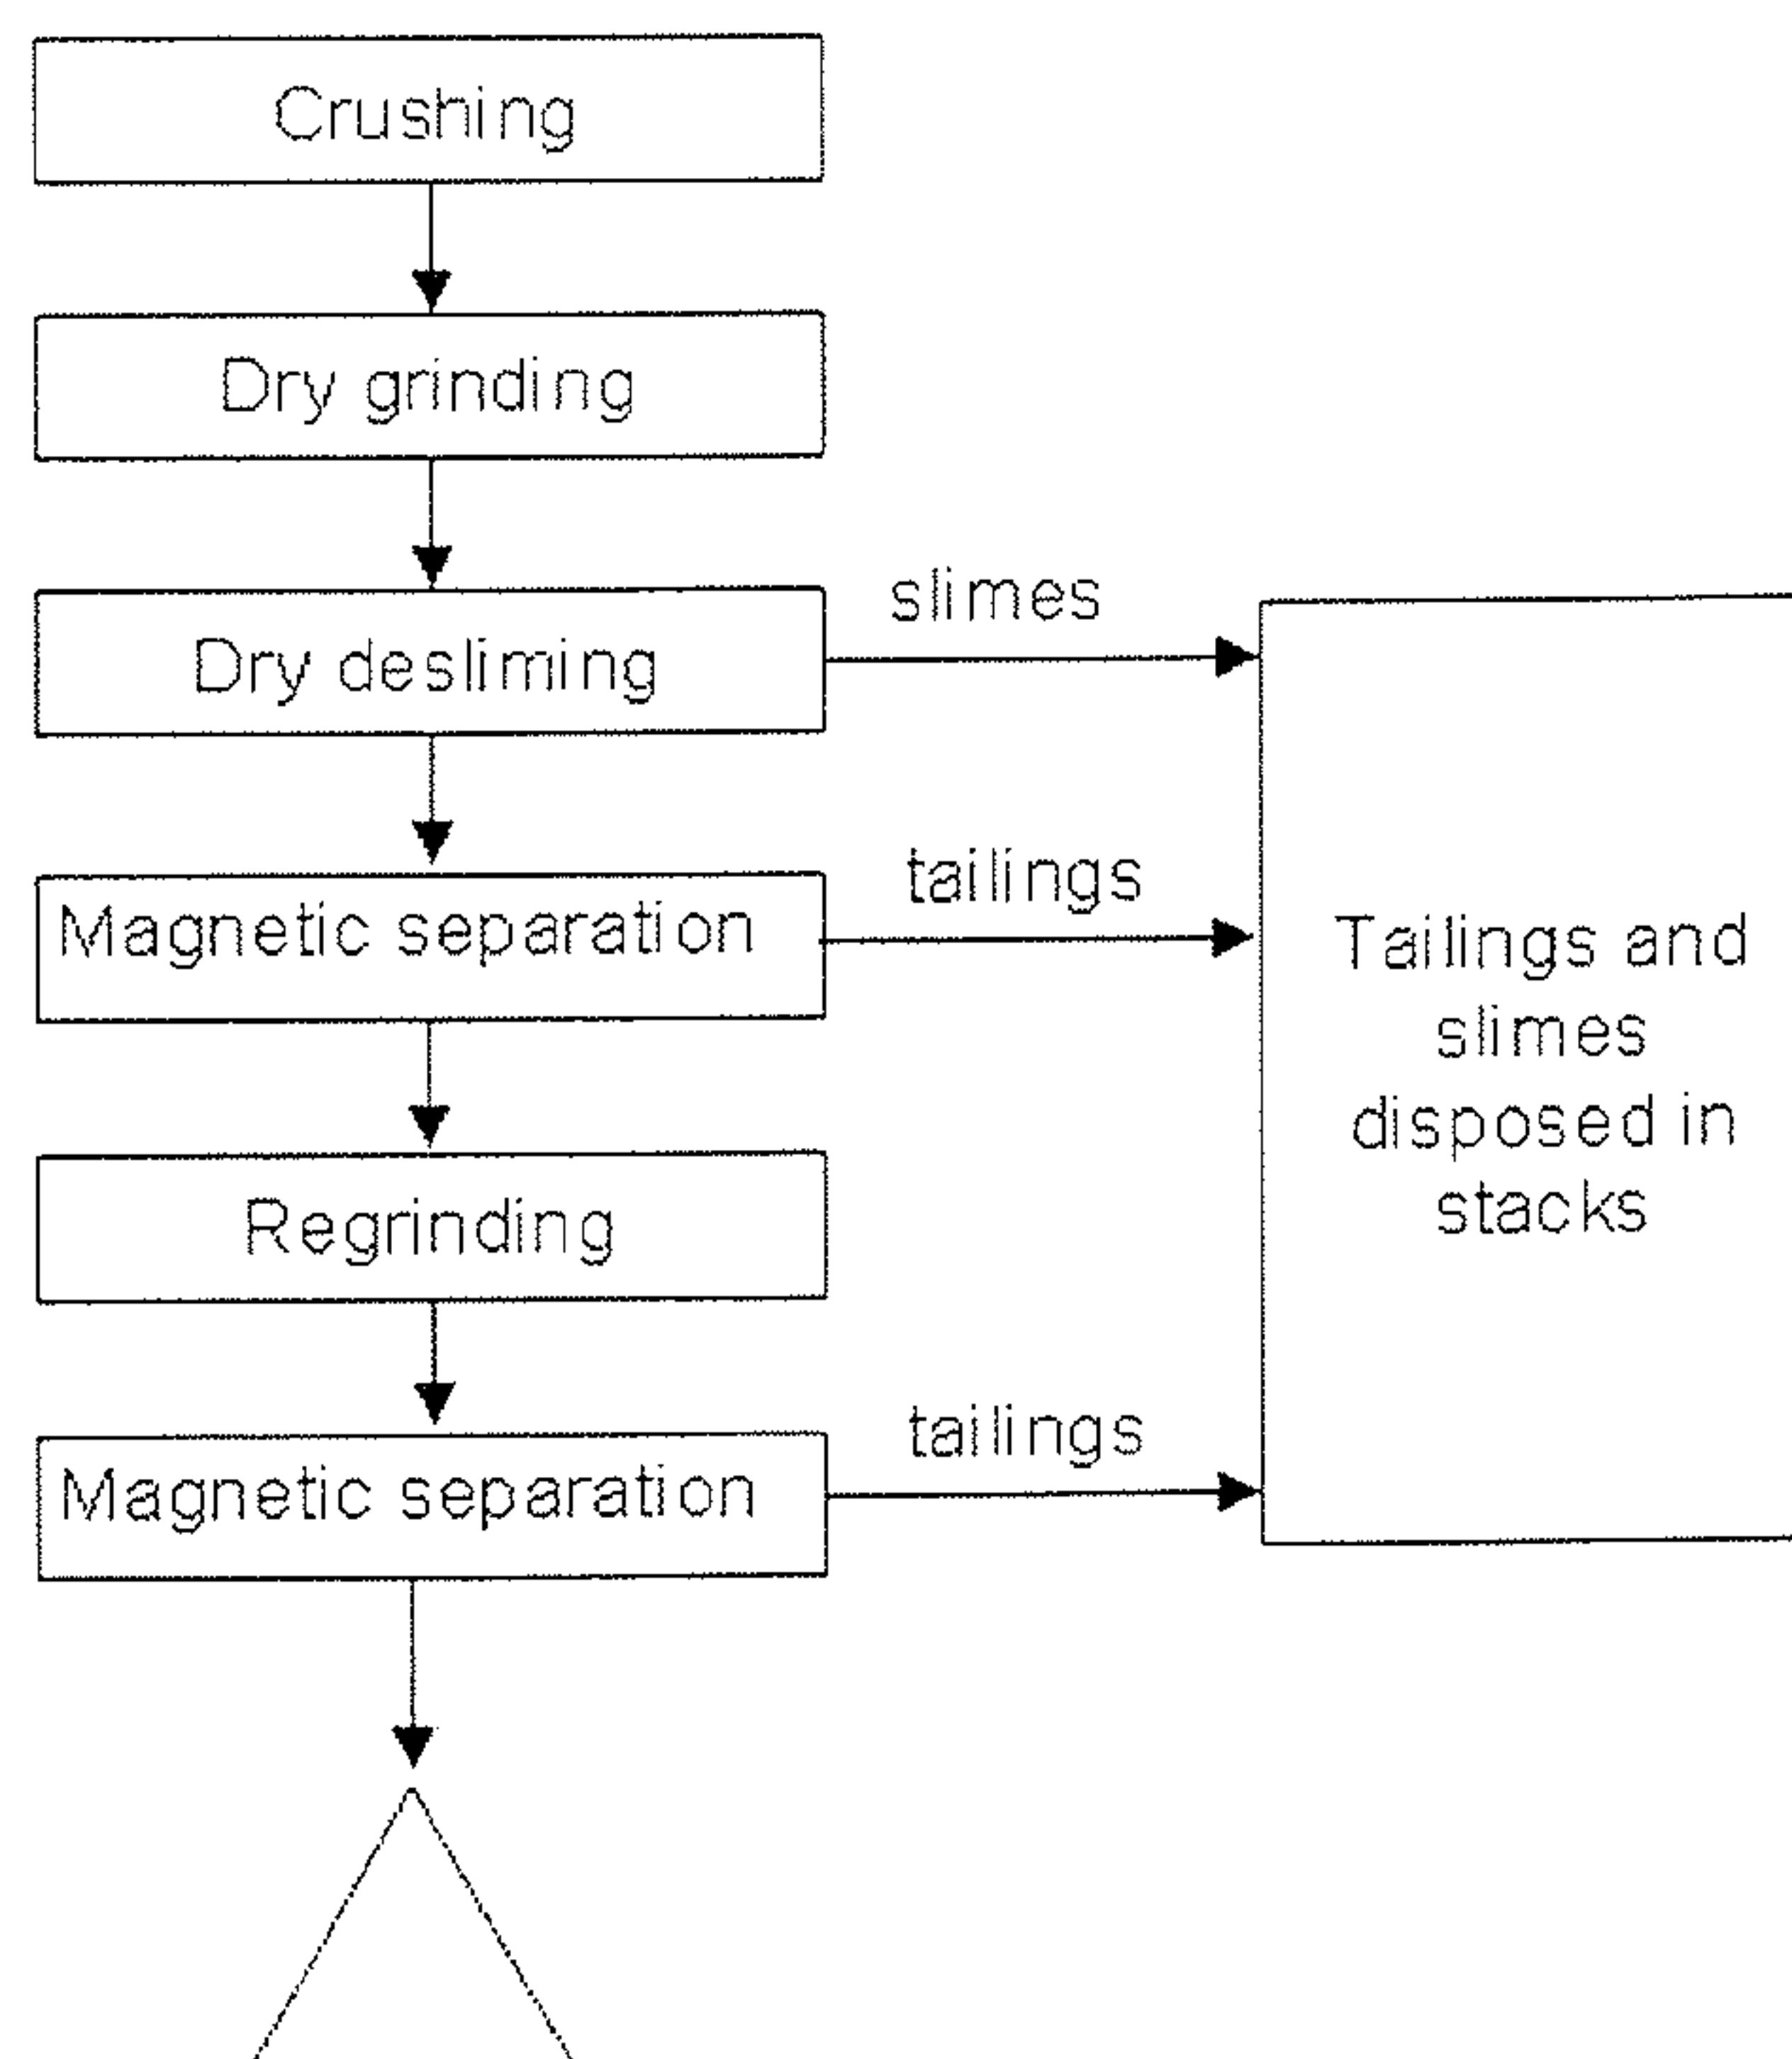 Crushing
Dry grinding
Dry desliming
slimes
Magnetic separation
tailings
Regrinding
Magnetic separation
tailings
Tailings and
slimes
disposed in
stacks